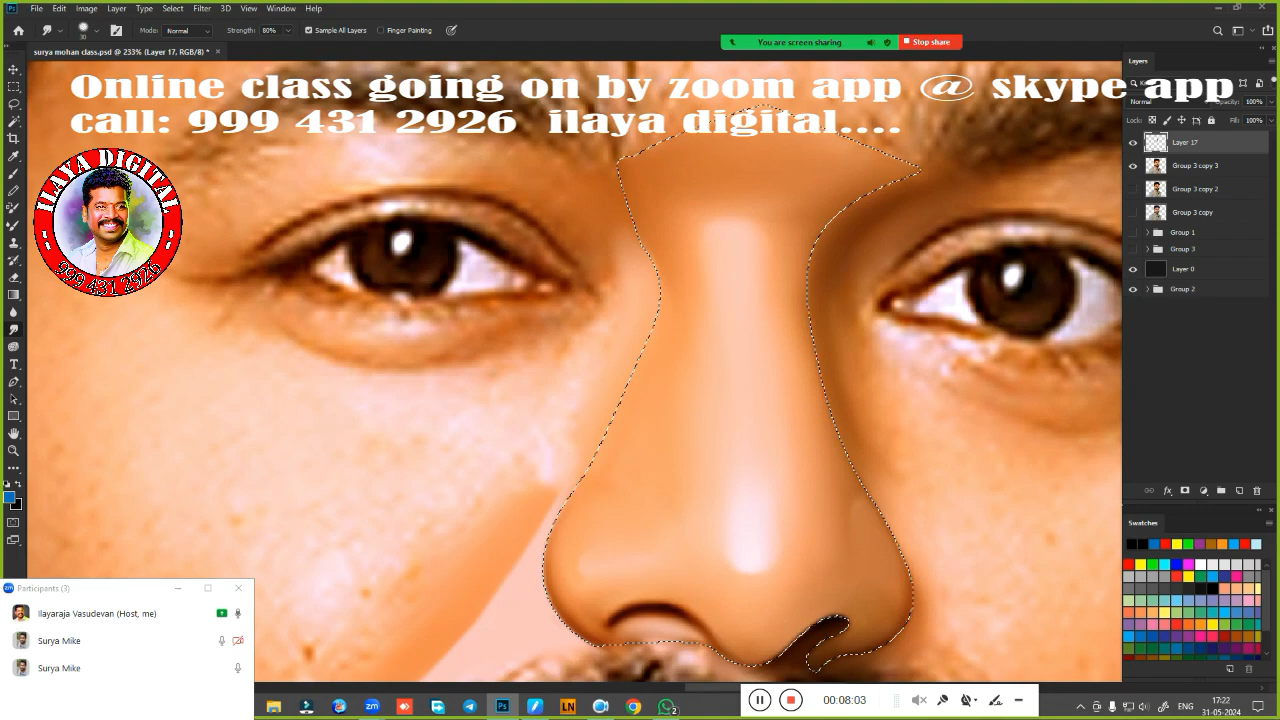 File Edit Image Layer Type Select Filter 3D View Window Help
30 Mode: Normal Strength: 80% Sample All Layers Finger Painting
You are screen sharing Stop share
surya mohan class.psd @ 233% (Layer 17, RGB/8) * ×
Online class going on by zoom app @ skype app
call: 999 431 2926 ilaya digital....
ILAYA DIGITAL
999 431 2926
Layers
Normal Opacity: 100%
Lock: Fill: 100%
Layer 17
Group 3 copy 3
Group 3 copy 2
Group 3 copy
Group 1
Group 3
Layer 0
Group 2
Swatches
Participants (3)
Ilayaraja Vasudevan (Host, me)
Surya Mike
Surya Mike
00:08:03
ENG
17:22
31-05-2024